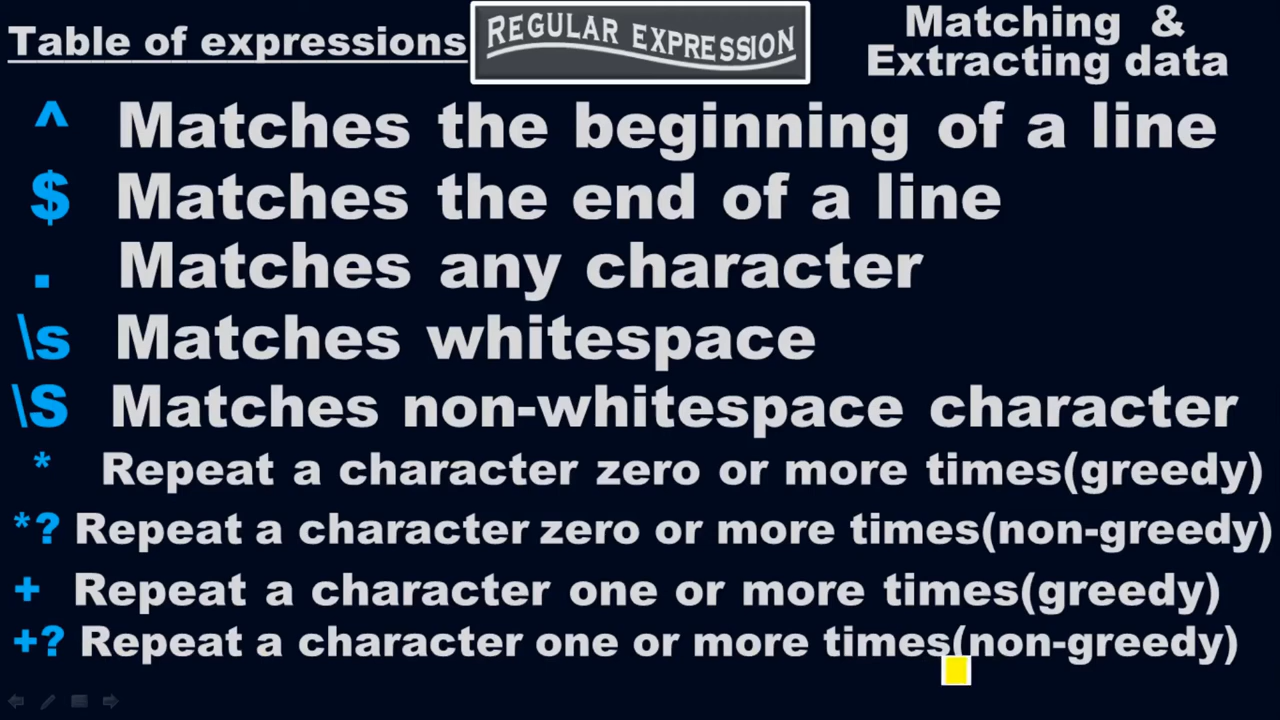 Table of expressions
REGULAR EXPRESSION
Matching &
Extracting data
^ Matches the beginning of a line
$ Matches the end of a line
. Matches any character
\s Matches whitespace
\S Matches non-whitespace character
* Repeat a character zero or more times(greedy)
*? Repeat a character zero or more times(non-greedy)
+ Repeat a character one or more times(greedy)
+? Repeat a character one or more times(non-greedy)